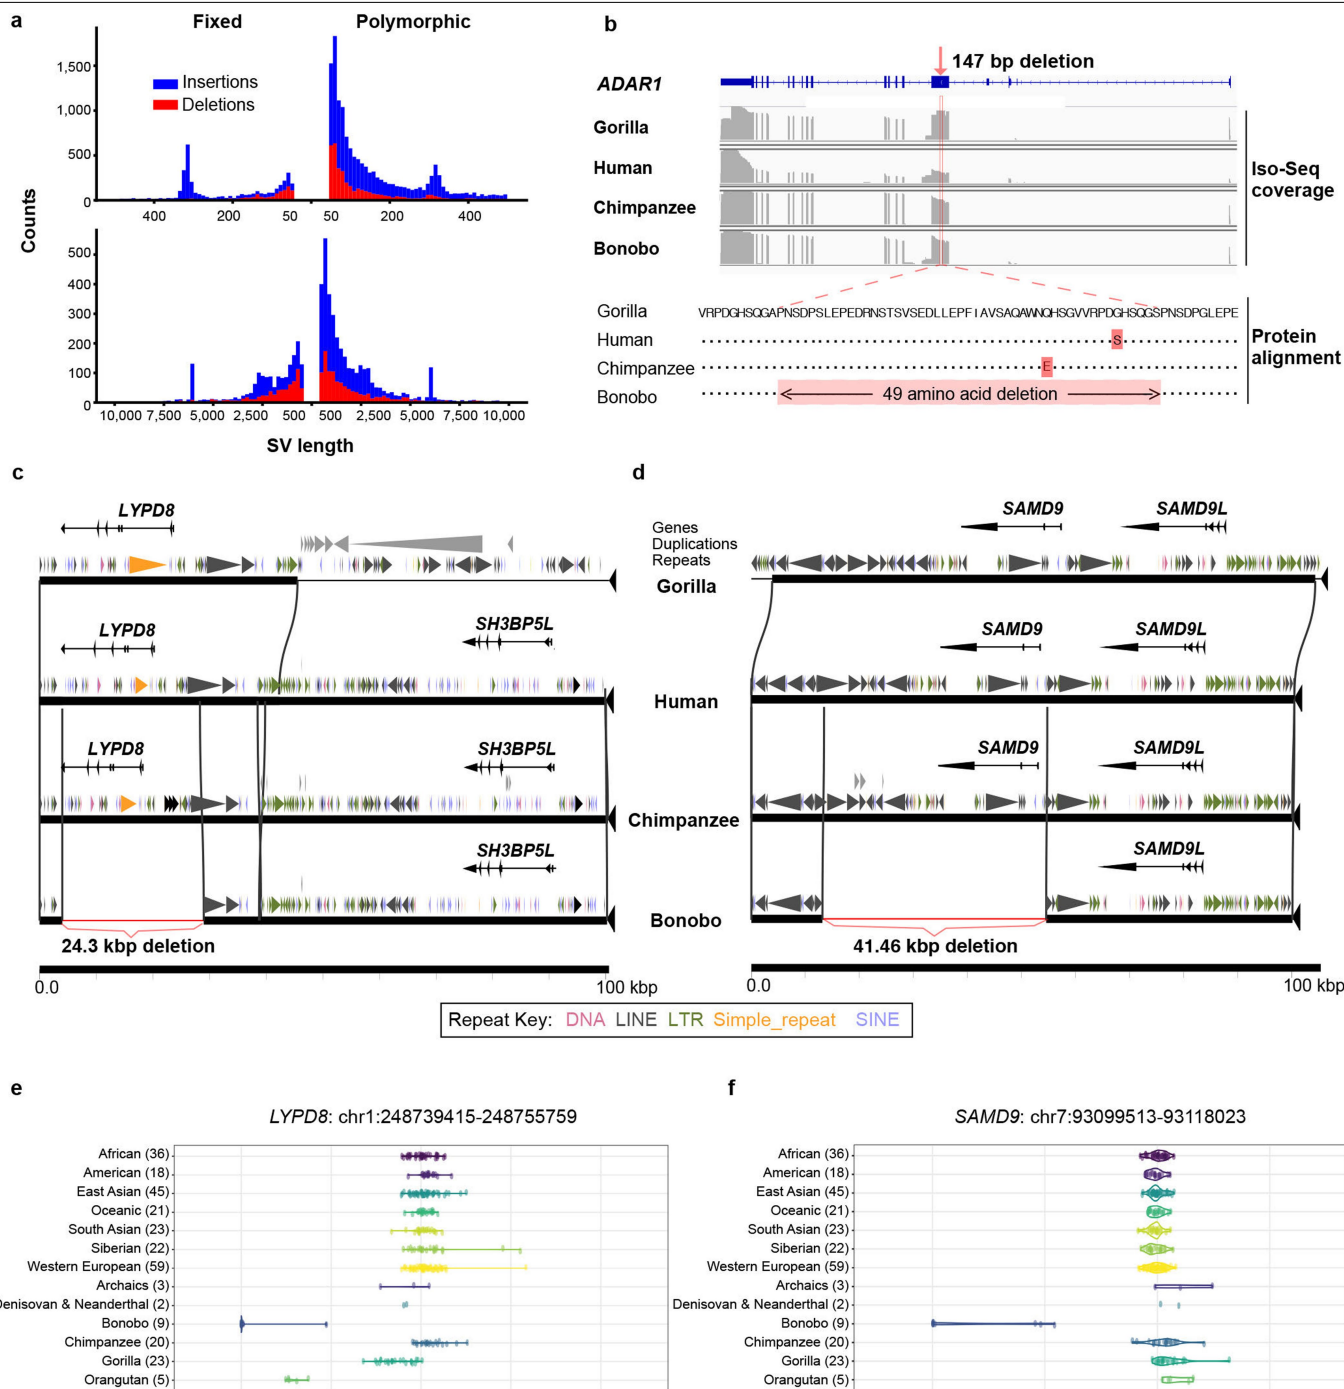 a
Fixed
Polymorphic
Insertions
Deletions
1,500
1,000
500
0
400
200
50
50
200
400
Counts
500
400
300
200
100
0
10,000
7,500
5,000
2,500
500
500
2,500
5,000
7,500
10,000
SV length
b
147 bp deletion
ADAR1
Gorilla
Human
Chimpanzee
Bonobo
Iso-Seq
coverage
Gorilla
VRPDGHSQGAPNSDPSLEPEDRNSTSVSEDLLEPFIAVSAQAWNQHSGVVRPDGHSQGSPNSDPGLEPE
Human
S
Chimpanzee
E
Bonobo
49 amino acid deletion
Protein
alignment
c
LYPD8
LYPD8
SH3BP5L
LYPD8
SH3BP5L
SH3BP5L
24.3 kbp deletion
0.0
100 kbp
d
Genes
Duplications
Repeats
Gorilla
SAMD9
SAMD9L
SAMD9
SAMD9L
Human
SAMD9
SAMD9L
Chimpanzee
SAMD9L
Bonobo
41.46 kbp deletion
0.0
100 kbp
Repeat Key: DNA LINE LTR Simple_repeat SINE
e
LYPD8: chr1:248739415-248755759
African (36)
American (18)
East Asian (45)
Oceanic (21)
South Asian (23)
Siberian (22)
Western European (59)
Archaics (3)
Denisovan & Neanderthal (2)
Bonobo (9)
Chimpanzee (20)
Gorilla (23)
Orangutan (5)
f
SAMD9: chr7:93099513-93118023
African (36)
American (18)
East Asian (45)
Oceanic (21)
South Asian (23)
Siberian (22)
Western European (59)
Archaics (3)
Denisovan & Neanderthal (2)
Bonobo (9)
Chimpanzee (20)
Gorilla (23)
Orangutan (5)